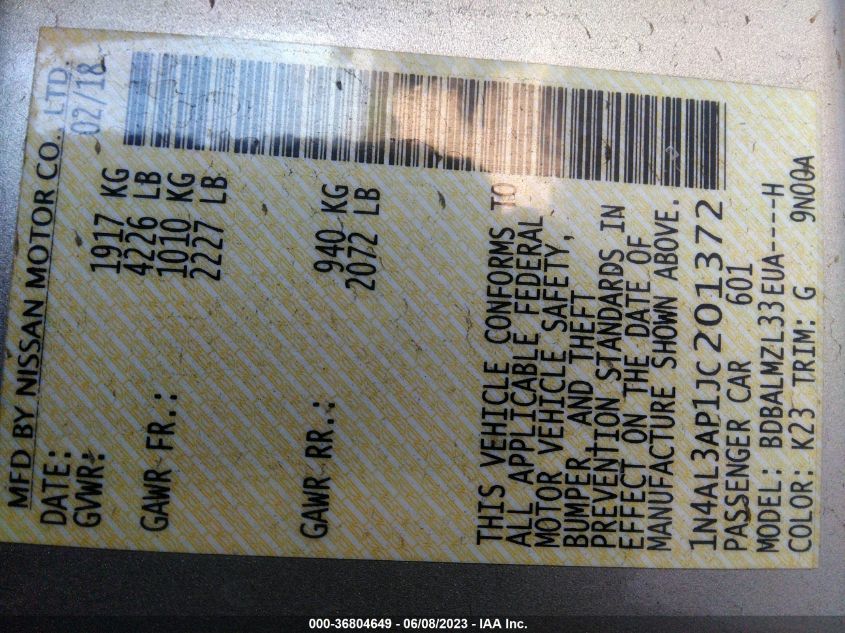 MFD BY NISSAN MOTOR CO., LTD.
DATE: 02/18
GVWR: 1917 KG
4226 LB
GAWR FR.: 1010 KG
2227 LB
GAWR RR.: 940 KG
2072 LB
THIS VEHICLE CONFORMS TO
ALL APPLICABLE FEDERAL
MOTOR VEHICLE SAFETY,
BUMPER, AND THEFT
PREVENTION STANDARDS IN
EFFECT ON THE DATE OF
MANUFACTURE SHOWN ABOVE.
1N4AL3AP1JC201372
PASSENGER CAR 601
MODEL: BDBALMZL33EUA----H
COLOR: K23 TRIM: G 9N00A
000-36804649 - 06/08/2023 - IAA Inc.